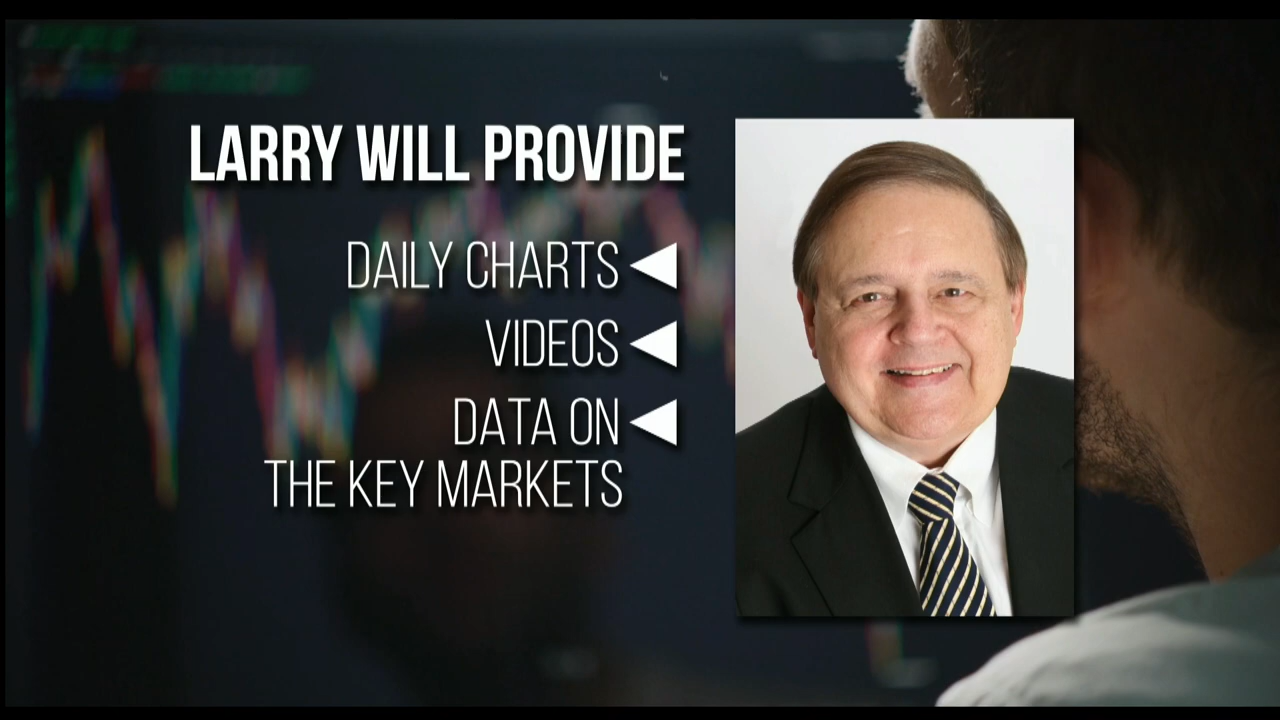 LARRY WILL PROVIDE
DAILY CHARTS
VIDEOS
DATA ON
THE KEY MARKETS